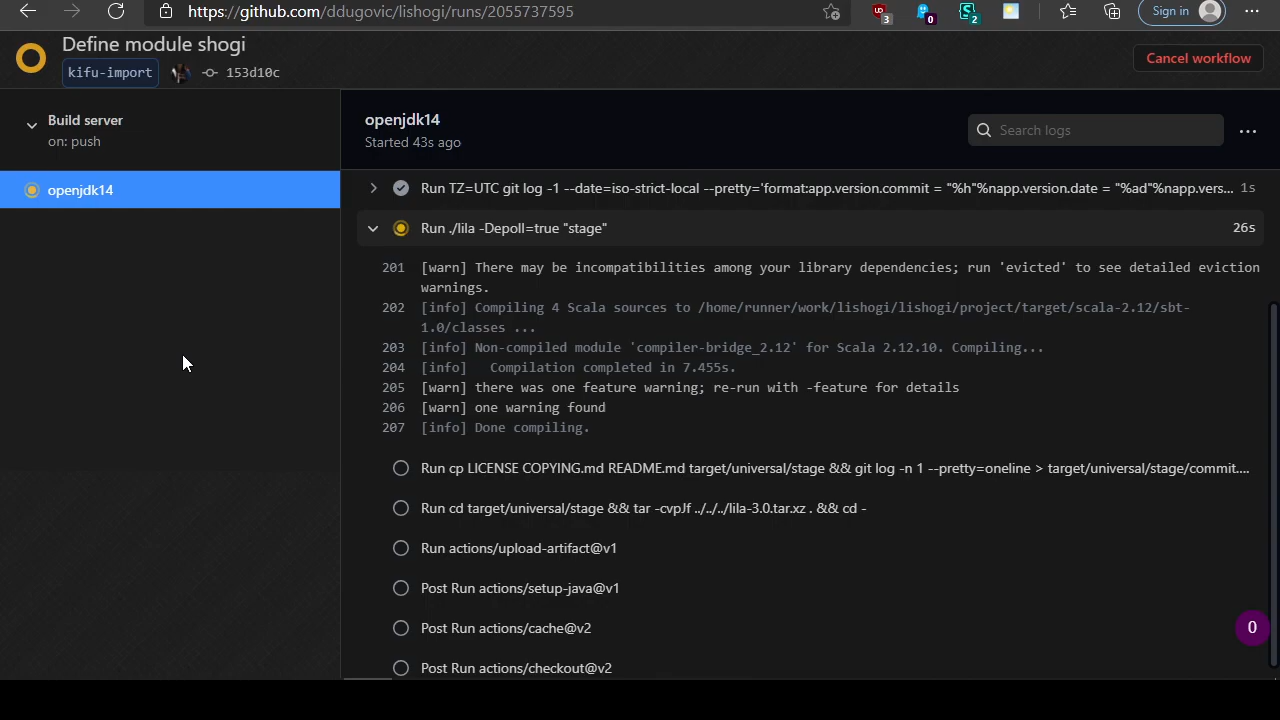 https://github.com/ddugovic/lishogi/runs/2055737595
3
0
2
Sign in
Define module shogi
kifu-import
153d10c
Cancel workflow
Build server
on: push
openjdk14
openjdk14
Started 43s ago
Search logs
Run TZ=UTC git log -1 --date=iso-strict-local --pretty='format:app.version.commit = "%h"%napp.version.date = "%ad"%napp.vers... 1s
Run ./lila -Depoll=true "stage" 26s
201 [warn] There may be incompatibilities among your library dependencies; run 'evicted' to see detailed eviction
warnings.
202 [info] Compiling 4 Scala sources to /home/runner/work/lishogi/lishogi/project/target/scala-2.12/sbt-
1.0/classes ...
203 [info] Non-compiled module 'compiler-bridge_2.12' for Scala 2.12.10. Compiling...
204 [info]   Compilation completed in 7.455s.
205 [warn] there was one feature warning; re-run with -feature for details
206 [warn] one warning found
207 [info] Done compiling.
Run cp LICENSE COPYING.md README.md target/universal/stage && git log -n 1 --pretty=oneline > target/universal/stage/commit....
Run cd target/universal/stage && tar -cvpJf ../../../lila-3.0.tar.xz . && cd -
Run actions/upload-artifact@v1
Post Run actions/setup-java@v1
0
Post Run actions/cache@v2
Post Run actions/checkout@v2